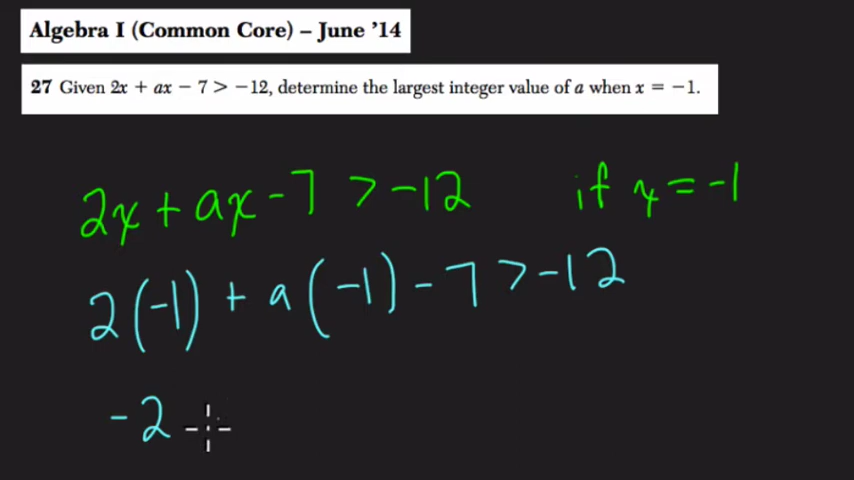 Algebra I (Common Core) – June ’14
27 Given 2x + ax − 7 > −12, determine the largest integer value of a when x = −1.
2x + ax - 7 > -12 if x = -1
2(-1) + a(-1) - 7 > -12
-2